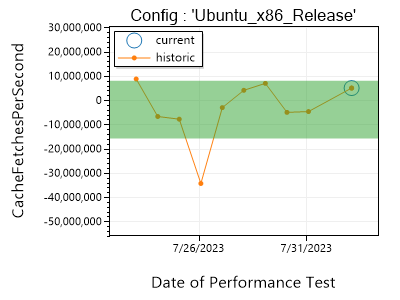 Config : 'Ubuntu_x86_Release'
current
historic
30,000,000
20,000,000
10,000,000
0
-10,000,000
-20,000,000
-30,000,000
-40,000,000
-50,000,000
CacheFetchesPerSecond
7/26/2023
7/31/2023
Date of Performance Test